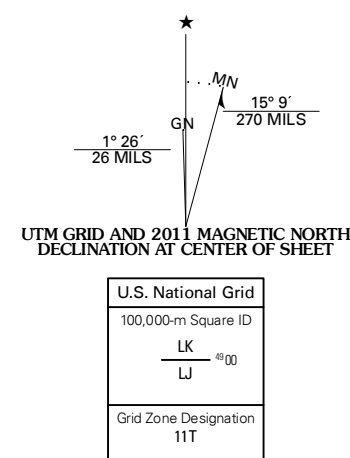 ★
MN
GN
15° 9´
270 MILS
1° 26´
26 MILS
UTM GRID AND 2011 MAGNETIC NORTH
DECLINATION AT CENTER OF SHEET
U.S. National Grid
100,000-m Square ID
LK
4900
LJ
Grid Zone Designation
11T